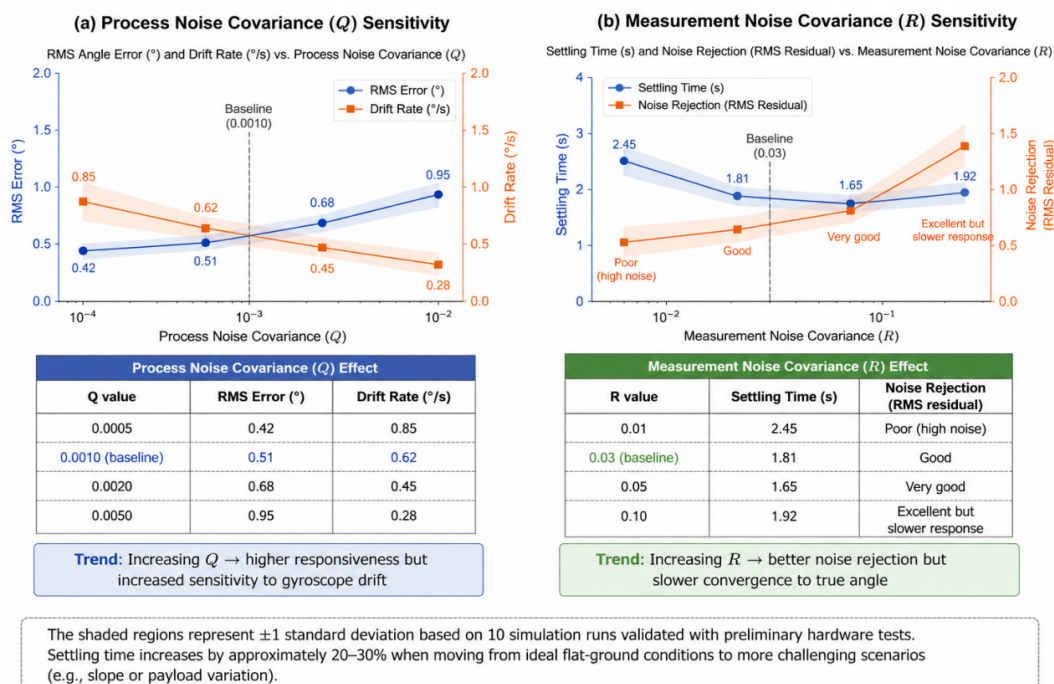 (a) Process Noise Covariance (Q) Sensitivity
RMS Angle Error (°) and Drift Rate (°/s) vs. Process Noise Covariance (Q)
2.0
1.5
1.0
0.5
0.0
RMS Error (°)
2.0
1.5
1.0
0.5
0.0
Drift Rate (°/s)
RMS Error (°)
Drift Rate (°/s)
Baseline
(0.0010)
0.85
0.62
0.68
0.95
0.42
0.51
0.45
0.28
10⁻⁴
10⁻³
10⁻²
Process Noise Covariance (Q)
(b) Measurement Noise Covariance (R) Sensitivity
Settling Time (s) and Noise Rejection (RMS Residual) vs. Measurement Noise Covariance (R)
4
3
2
1
0
Settling Time (s)
2.0
1.5
1.0
0.5
0.0
Noise Rejection
(RMS Residual)
Settling Time (s)
Noise Rejection (RMS Residual)
Baseline
(0.03)
2.45
1.81
1.65
1.92
Poor
(high noise)
Good
Very good
Excellent but
slower response
10⁻²
10⁻¹
Measurement Noise Covariance (R)
Process Noise Covariance (Q) Effect
Q value RMS Error (°) Drift Rate (°/s)
0.0005 0.42 0.85
0.0010 (baseline) 0.51 0.62
0.0020 0.68 0.45
0.0050 0.95 0.28
Trend: Increasing Q → higher responsiveness but
increased sensitivity to gyroscope drift
Measurement Noise Covariance (R) Effect
R value Settling Time (s) Noise Rejection
(RMS residual)
0.01 2.45 Poor (high noise)
0.03 (baseline) 1.81 Good
0.05 1.65 Very good
0.10 1.92 Excellent but
slower response
Trend: Increasing R → better noise rejection but
slower convergence to true angle
The shaded regions represent ±1 standard deviation based on 10 simulation runs validated with preliminary hardware tests.
Settling time increases by approximately 20–30% when moving from ideal flat-ground conditions to more challenging scenarios
(e.g., slope or payload variation).